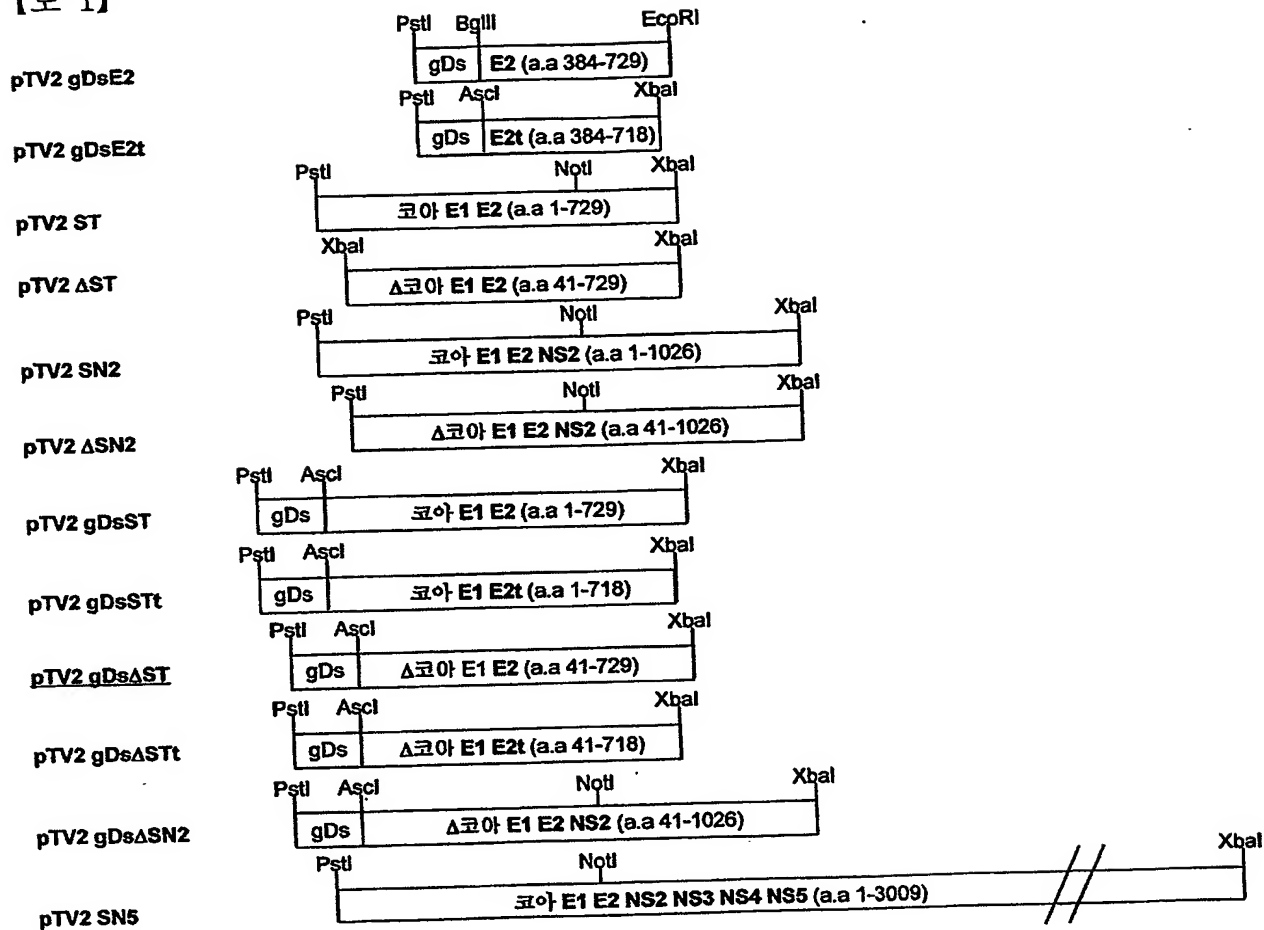 【도 1】
PstI BglII EcoRI
pTV2 gDsE2 gDs E2 (a.a 384-729)
PstI AscI XbaI
pTV2 gDsE2t gDs E2t (a.a 384-718)
PstI NotI XbaI
pTV2 ST 코아 E1 E2 (a.a 1-729)
XbaI XbaI
pTV2 ΔST Δ코아 E1 E2 (a.a 41-729)
PstI NotI XbaI
pTV2 SN2 코아 E1 E2 NS2 (a.a 1-1026)
PstI NotI XbaI
pTV2 ΔSN2 Δ코아 E1 E2 NS2 (a.a 41-1026)
PstI AscI XbaI
pTV2 gDsST gDs 코아 E1 E2 (a.a 1-729)
PstI AscI XbaI
pTV2 gDsSTt gDs 코아 E1 E2t (a.a 1-718)
PstI AscI XbaI
pTV2 gDsΔST gDs Δ코아 E1 E2 (a.a 41-729)
PstI AscI XbaI
pTV2 gDsΔSTt gDs Δ코아 E1 E2t (a.a 41-718)
PstI AscI NotI XbaI
pTV2 gDsΔSN2 gDs Δ코아 E1 E2 NS2 (a.a 41-1026)
PstI NotI XbaI
pTV2 SN5 코아 E1 E2 NS2 NS3 NS4 NS5 (a.a 1-3009)